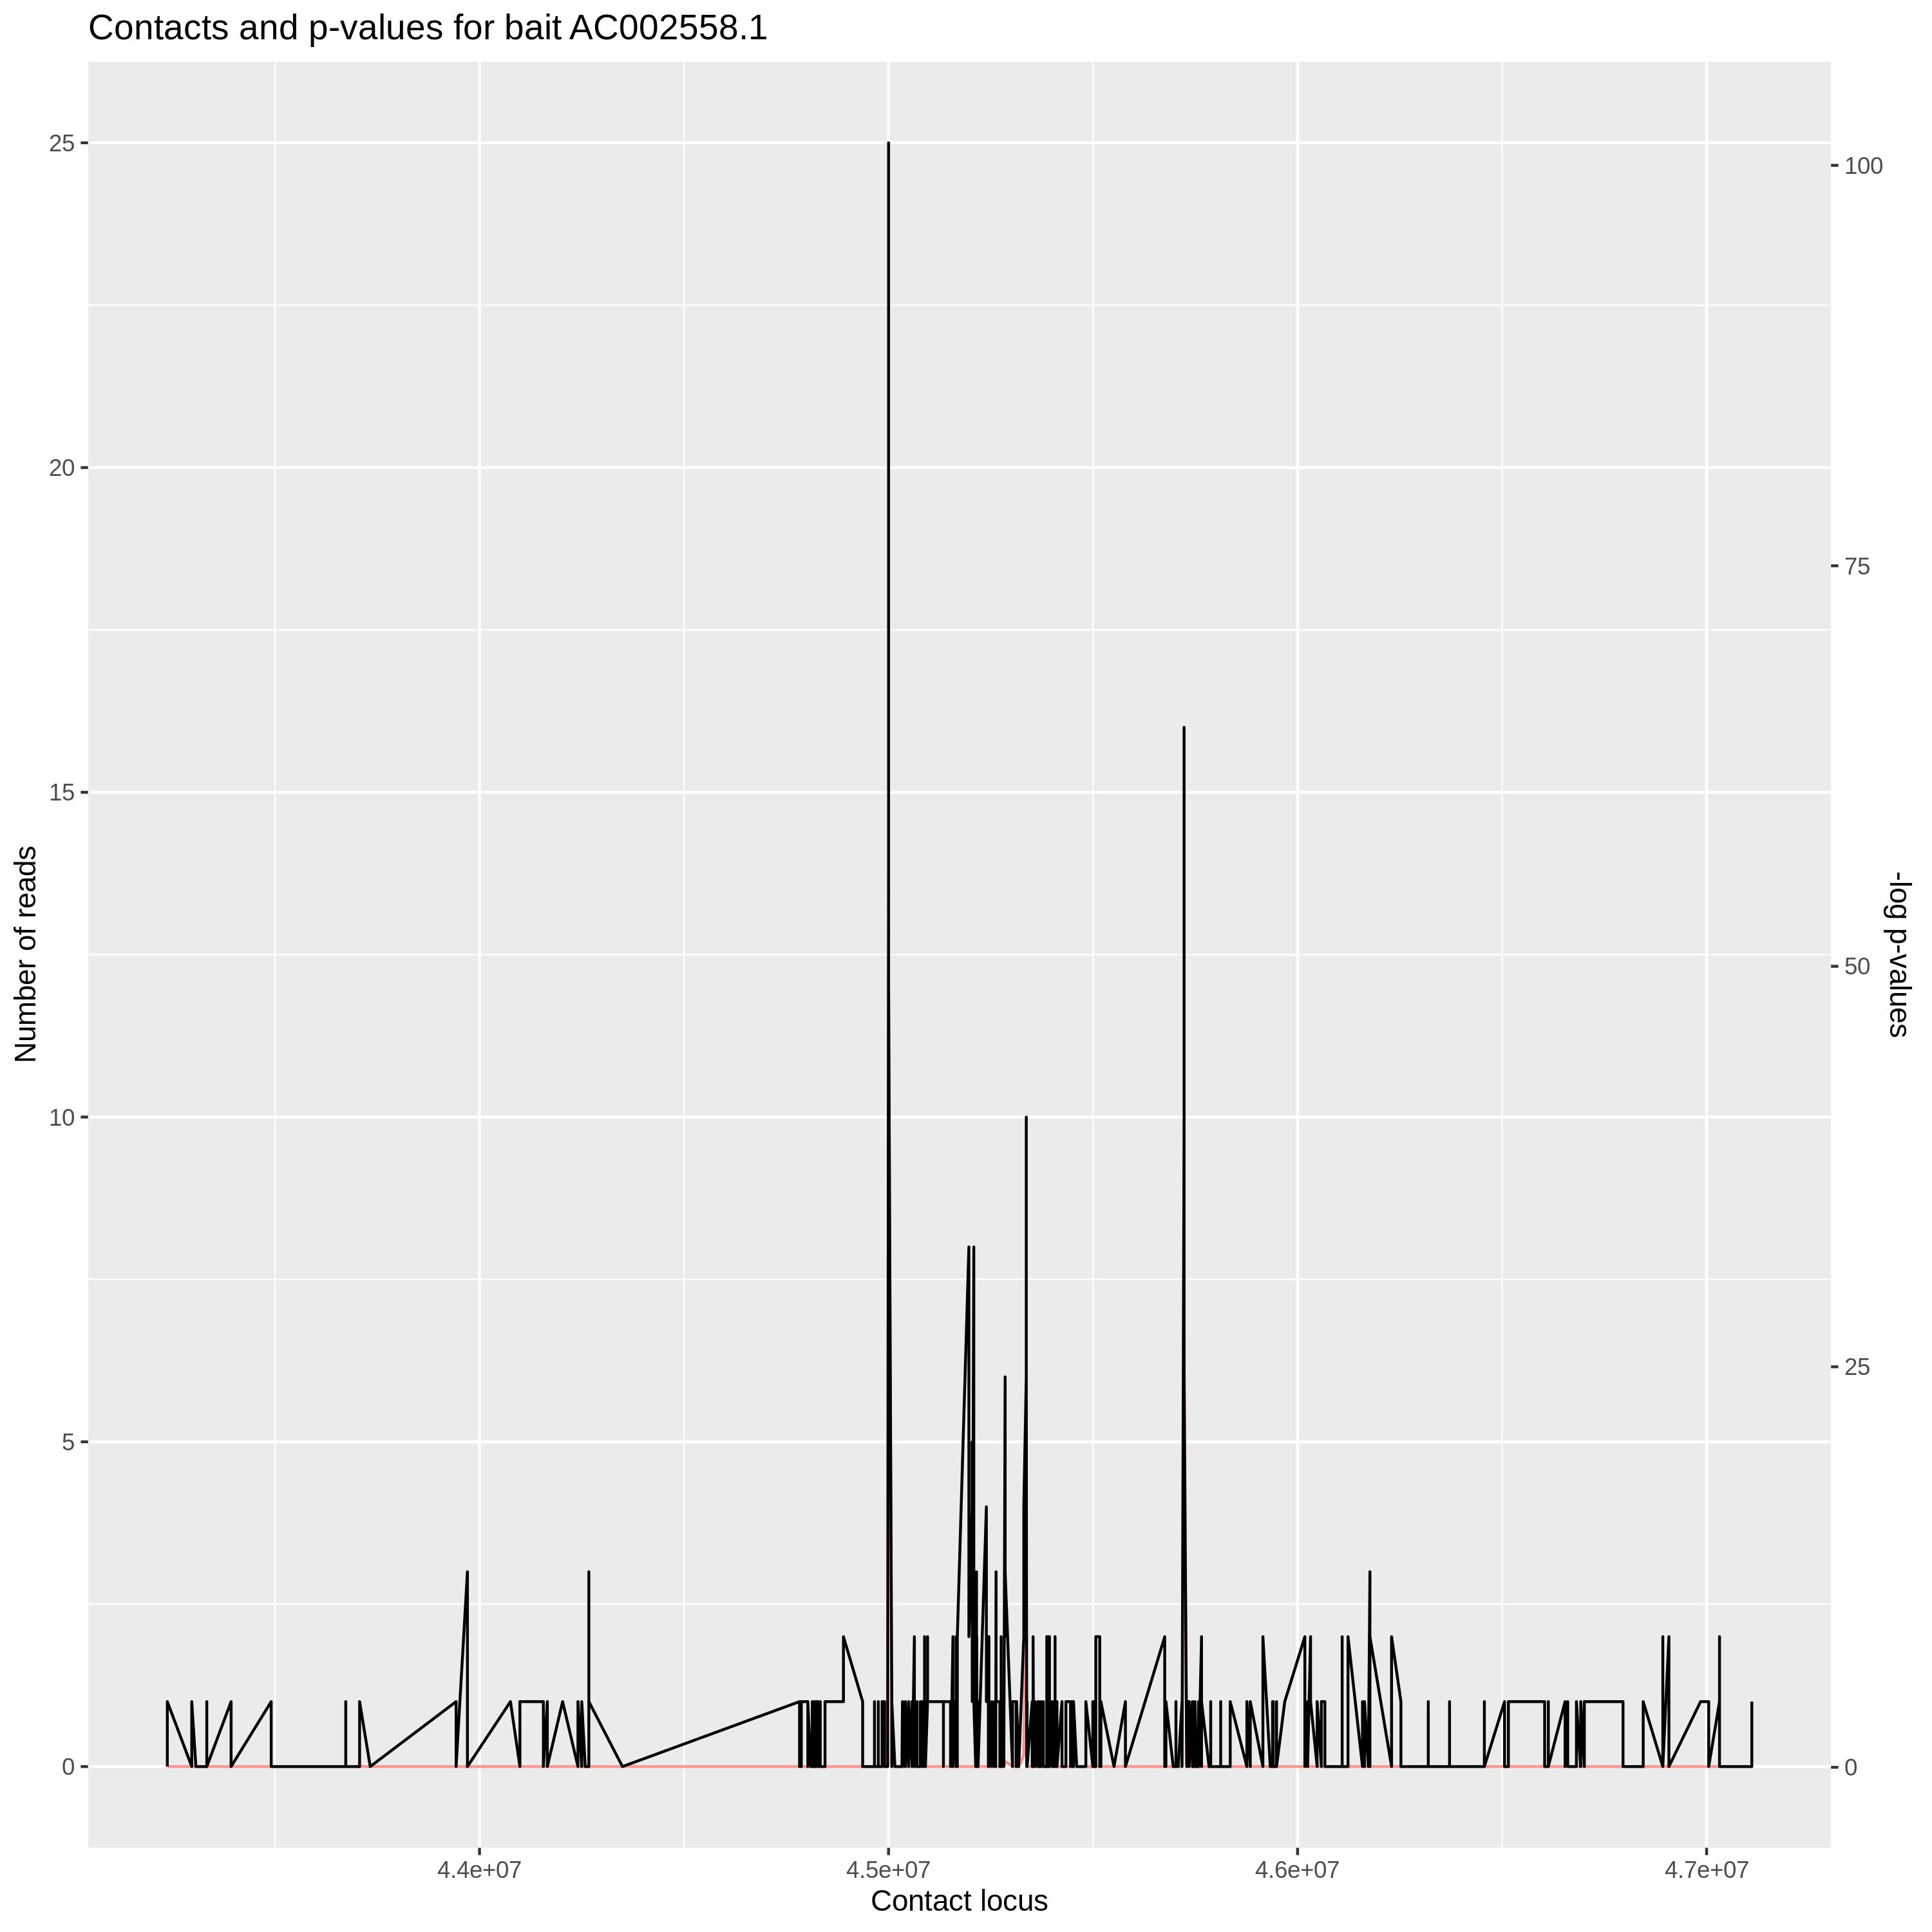 Contacts and p-values for bait AC002558.1
25
20
15
10
5
0
Number of reads
100
75
50
25
0
-log p-values
4.4e+07
4.5e+07
4.6e+07
4.7e+07
Contact locus